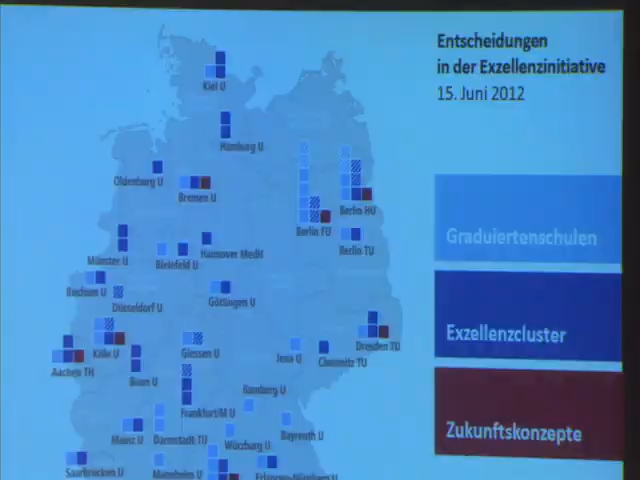 Entscheidungen
in der Exzellenzinitiative
15. Juni 2012
Kiel U
Hamburg U
Oldenburg U
Bremen U
Berlin HU
Berlin FU
Berlin TU
Münster U
Bielefeld U
Hannover MedH
Bochum U
Düsseldorf U
Göttingen U
Graduiertenschulen
Exzellenzcluster
Zukunftskonzepte
Köln U
Aachen TH
Bonn U
Giessen U
Jena U
Chemnitz TU
Dresden TU
Frankfurt/M U
Bamberg U
Mainz U
Darmstadt TU
Würzburg U
Bayreuth U
Saarbrücken U
Mannheim U
Erlangen-Nürnberg U